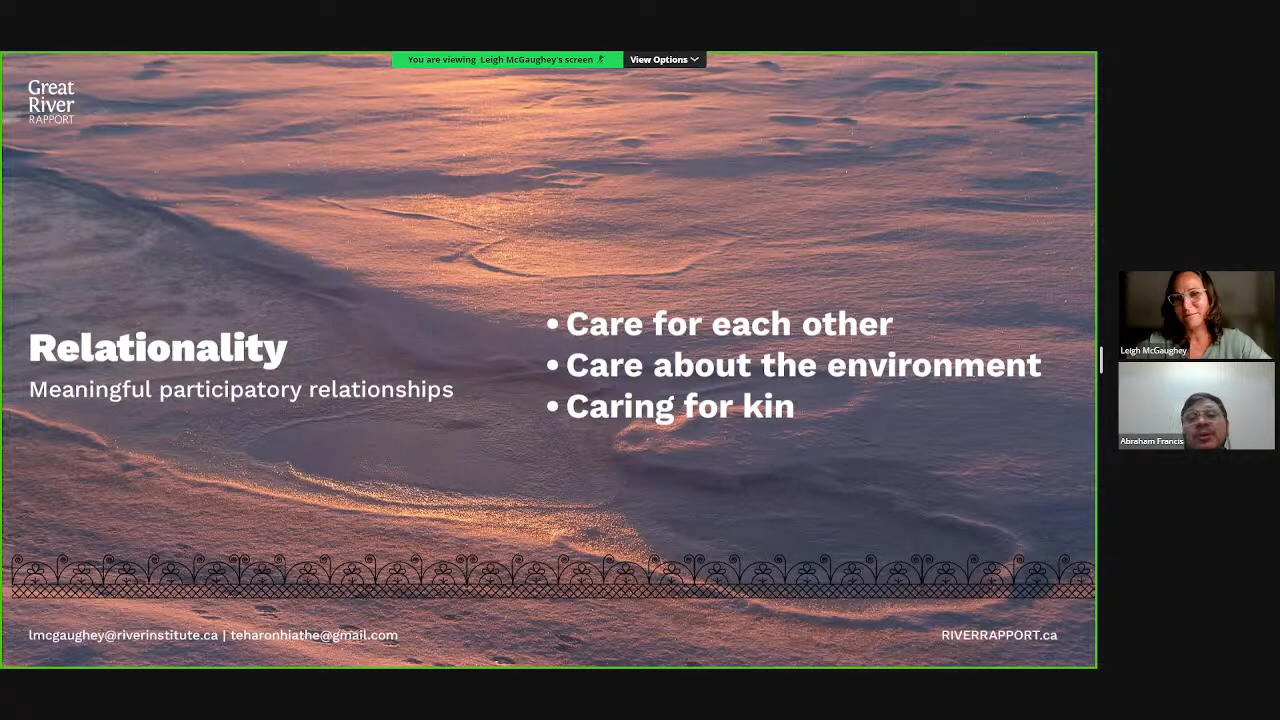 You are viewing Leigh McGaughey's screen
View Options
Great
River
RAPPORT
Relationality
Meaningful participatory relationships
• Care for each other
• Care about the environment
• Caring for kin
Leigh McGaughey
Abraham Francis
lmcgaughey@riverinstitute.ca | teharonhiathe@gmail.com
RIVERRAPPORT.ca